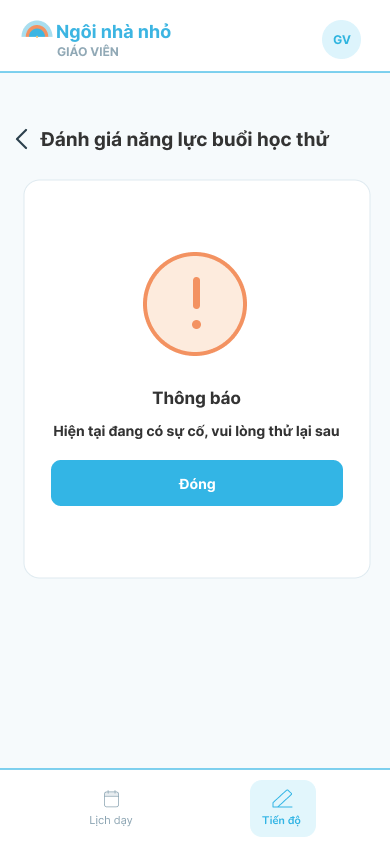 Ngôi nhà nhỏ
GIÁO VIÊN
GV
Đánh giá năng lực buổi học thử
Thông báo
Hiện tại đang có sự cố, vui lòng thử lại sau
Đóng
Lịch dạy
Tiến độ